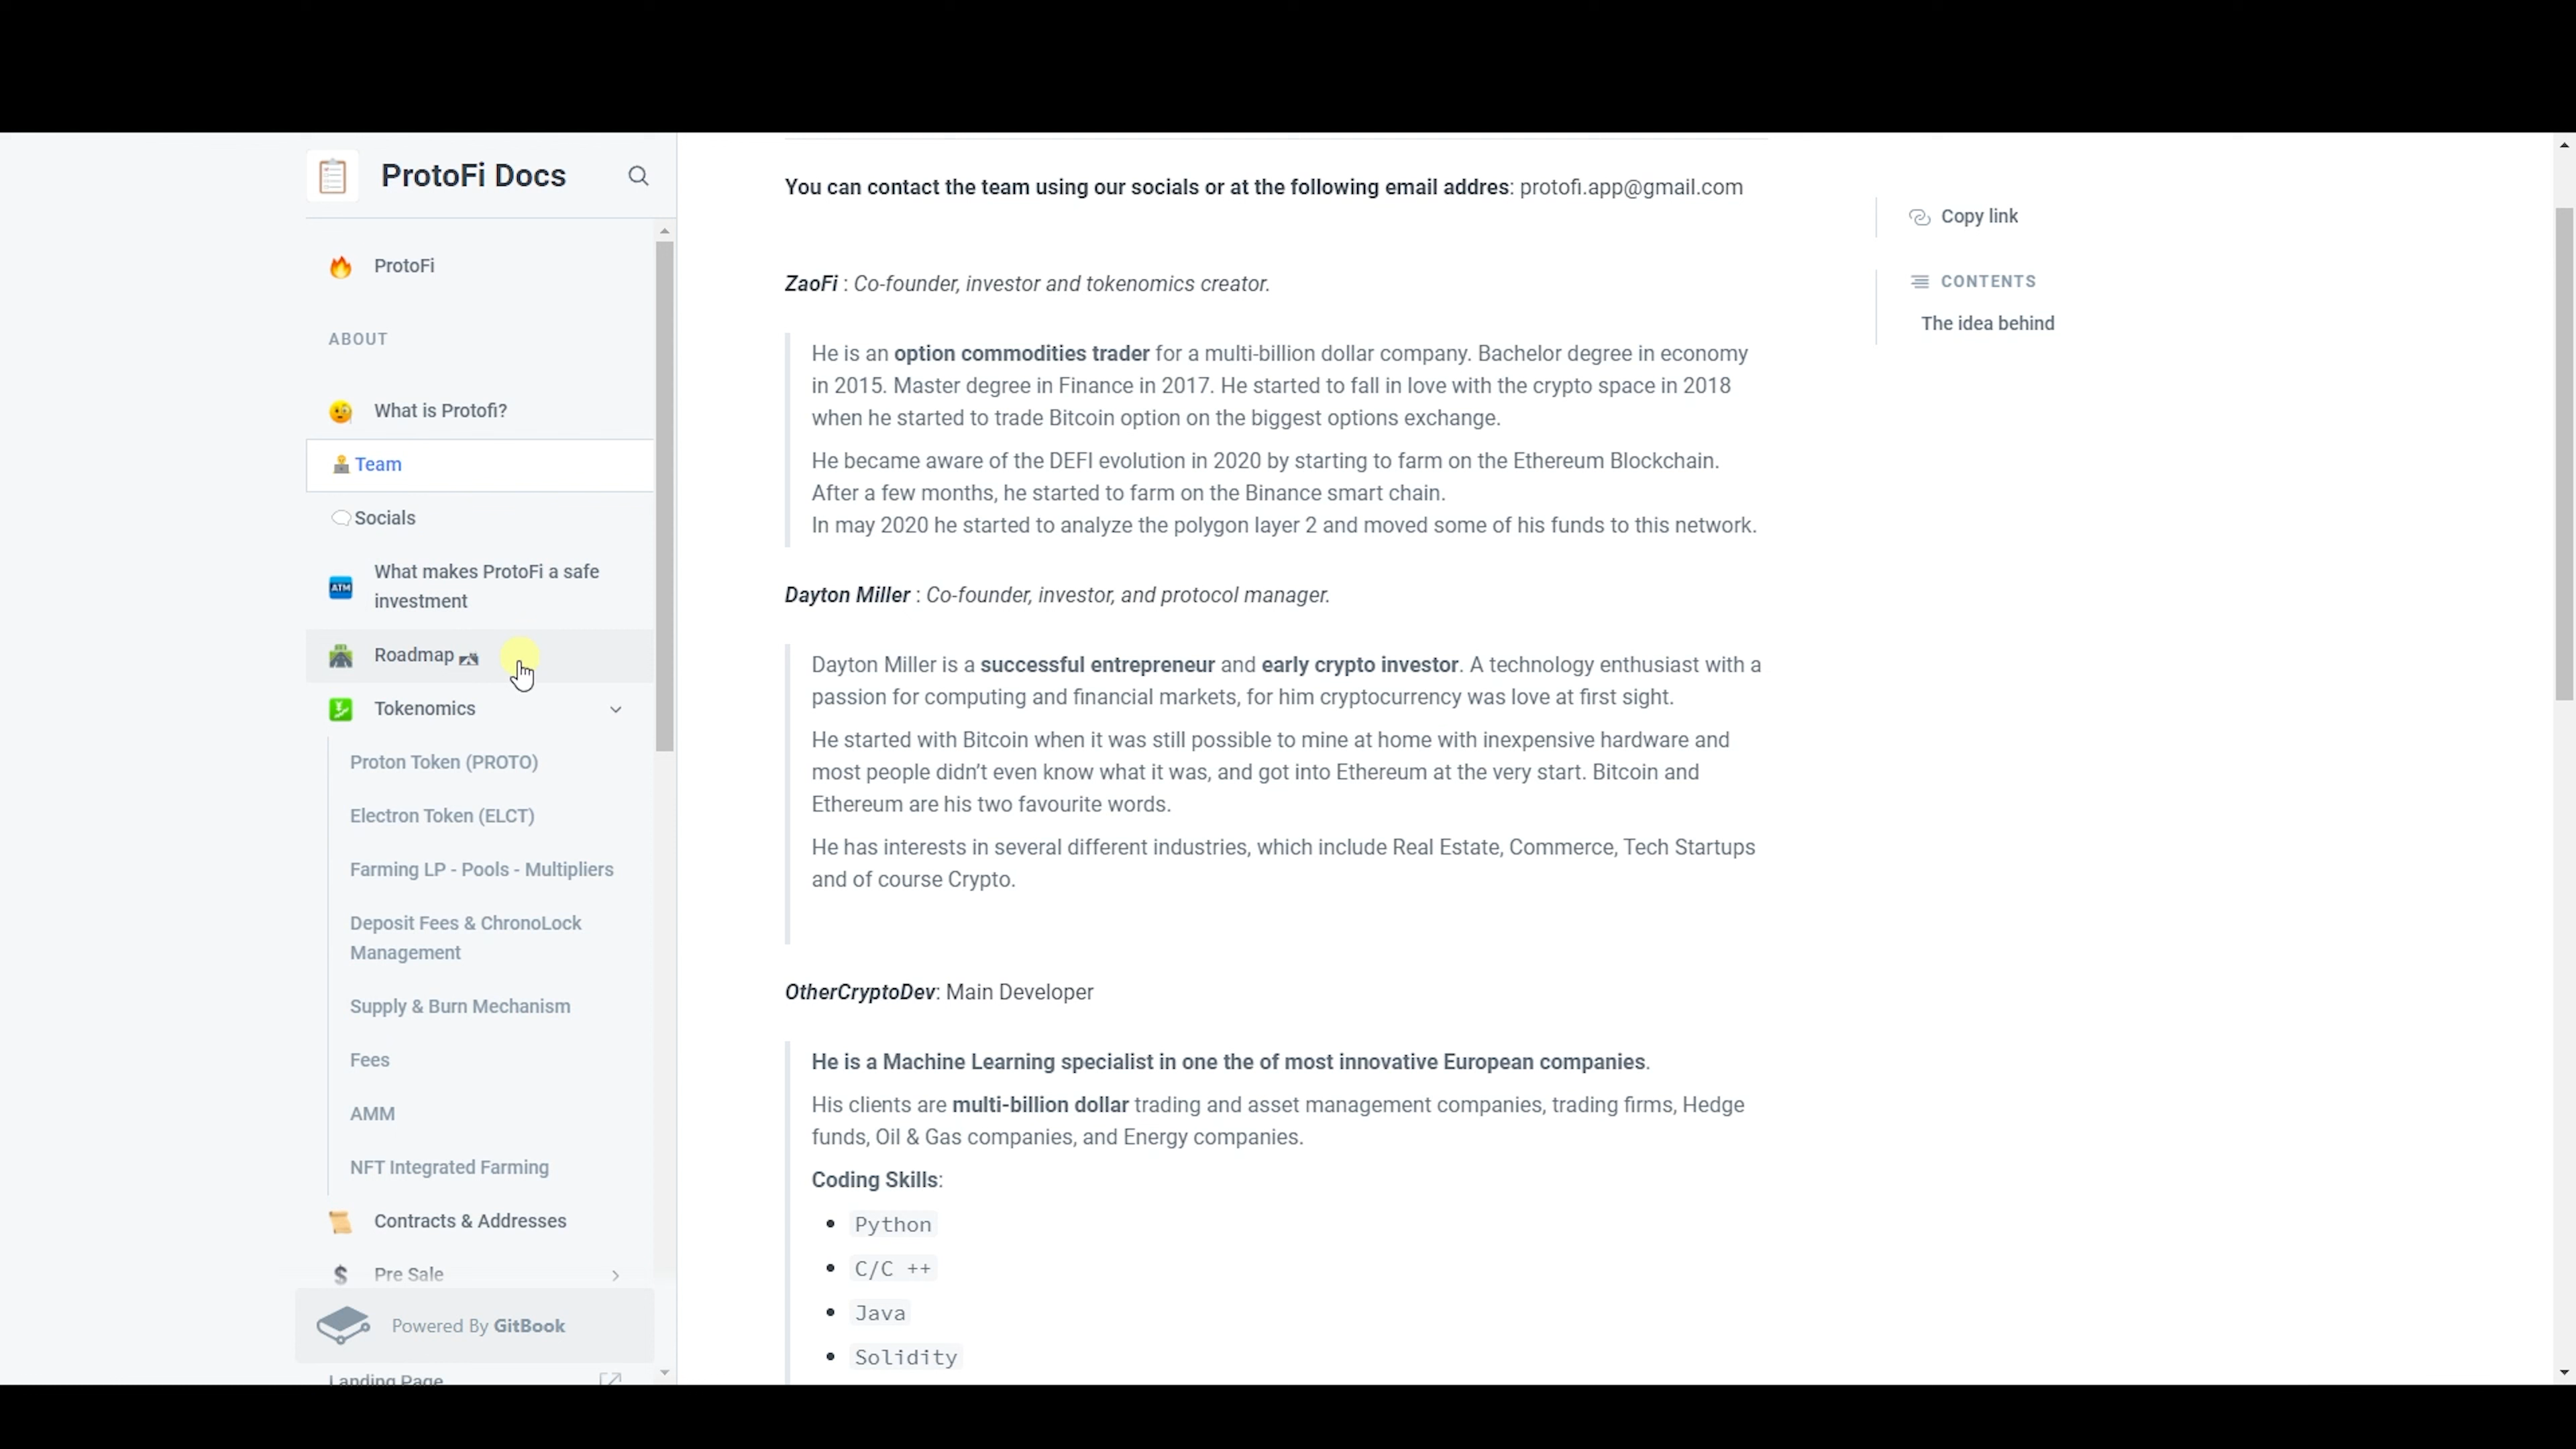 ProtoFi Docs
ProtoFi
ABOUT
What is Protofi?
Team
Socials
ATM
What makes ProtoFi a safe
investment
Roadmap
Tokenomics
Proton Token (PROTO)
Electron Token (ELCT)
Farming LP - Pools - Multipliers
Deposit Fees & ChronoLock
Management
Supply & Burn Mechanism
Fees
AMM
NFT Integrated Farming
Contracts & Addresses
Pre Sale
Powered By GitBook
Landing Page
You can contact the team using our socials or at the following email addres: protofi.app@gmail.com
ZaoFi : Co-founder, investor and tokenomics creator.
He is an option commodities trader for a multi-billion dollar company. Bachelor degree in economy
in 2015. Master degree in Finance in 2017. He started to fall in love with the crypto space in 2018
when he started to trade Bitcoin option on the biggest options exchange.
He became aware of the DEFI evolution in 2020 by starting to farm on the Ethereum Blockchain.
After a few months, he started to farm on the Binance smart chain.
In may 2020 he started to analyze the polygon layer 2 and moved some of his funds to this network.
Dayton Miller : Co-founder, investor, and protocol manager.
Dayton Miller is a successful entrepreneur and early crypto investor. A technology enthusiast with a
passion for computing and financial markets, for him cryptocurrency was love at first sight.
He started with Bitcoin when it was still possible to mine at home with inexpensive hardware and
most people didn't even know what it was, and got into Ethereum at the very start. Bitcoin and
Ethereum are his two favourite words.
He has interests in several different industries, which include Real Estate, Commerce, Tech Startups
and of course Crypto.
OtherCryptoDev: Main Developer
He is a Machine Learning specialist in one the of most innovative European companies.
His clients are multi-billion dollar trading and asset management companies, trading firms, Hedge
funds, Oil & Gas companies, and Energy companies.
Coding Skills:
Python
C/C ++
Java
Solidity
Copy link
CONTENTS
The idea behind